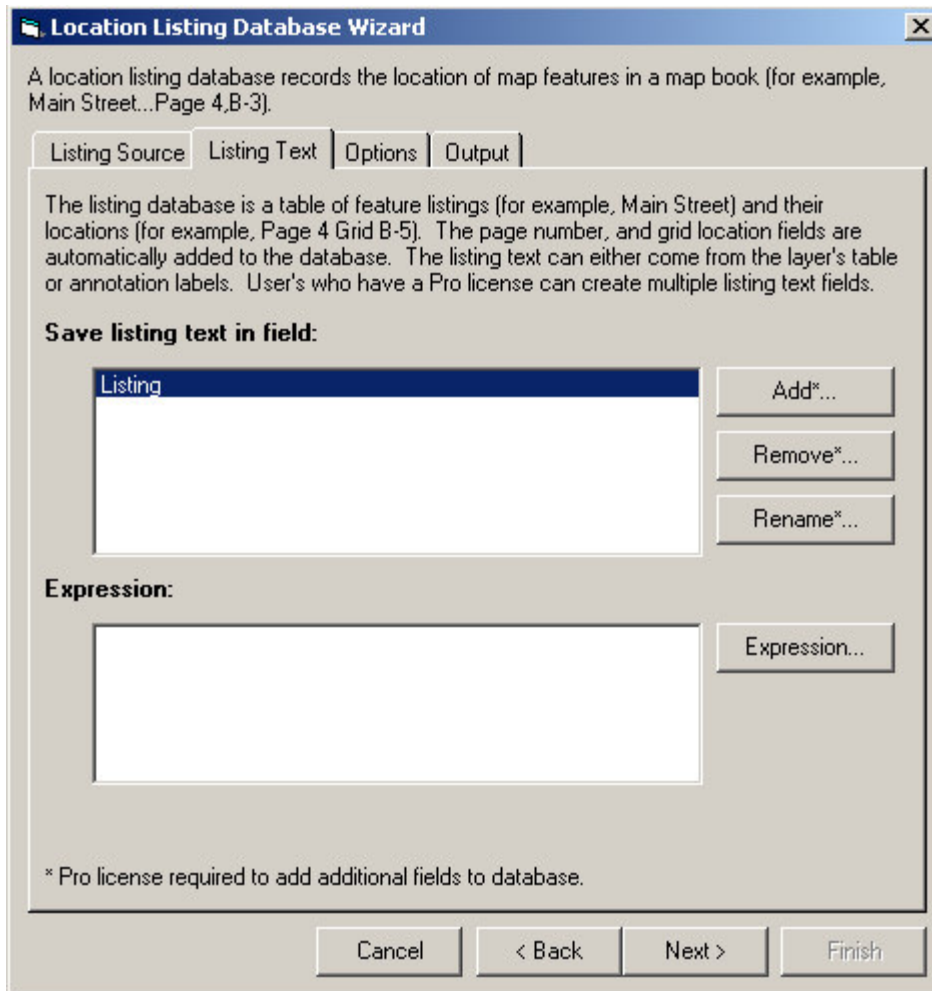 Location Listing Database Wizard
A location listing database records the location of map features in a map book (for example,
Main Street...Page 4,B-3).
Listing Source Listing Text Options Output
The listing database is a table of feature listings (for example, Main Street) and their
locations (for example, Page 4 Grid B-5). The page number, and grid location fields are
automatically added to the database. The listing text can either come from the layer's table
or annotation labels. User's who have a Pro license can create multiple listing text fields.
Save listing text in field:
Listing
Add*...
Remove*...
Rename*...
Expression:
Expression...
* Pro license required to add additional fields to database.
Cancel < Back Next > Finish